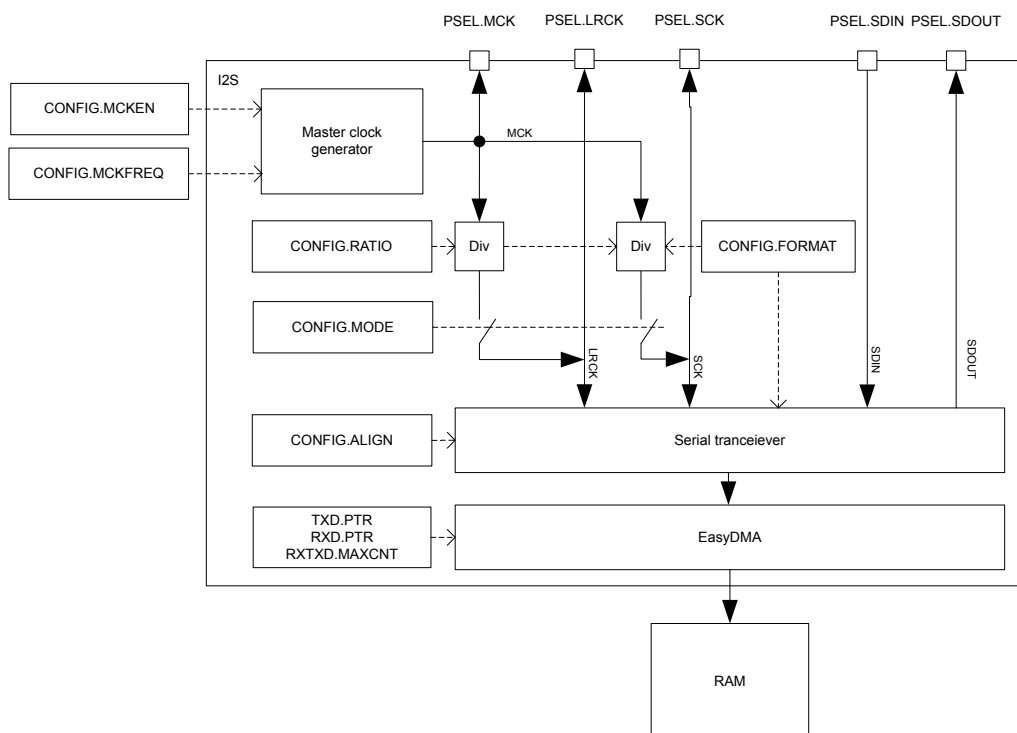 PSEL.MCK
PSEL.LRCK
PSEL.SCK
PSEL.SDIN
PSEL.SDOUT
I2S
CONFIG.MCKEN
Master clock
generator
MCK
CONFIG.MCKFREQ
CONFIG.RATIO
Div
Div
CONFIG.FORMAT
CONFIG.MODE
LRCK
SCK
SDIN
SDOUT
CONFIG.ALIGN
Serial tranceiever
TXD.PTR
RXD.PTR
RXTXD.MAXCNT
EasyDMA
RAM